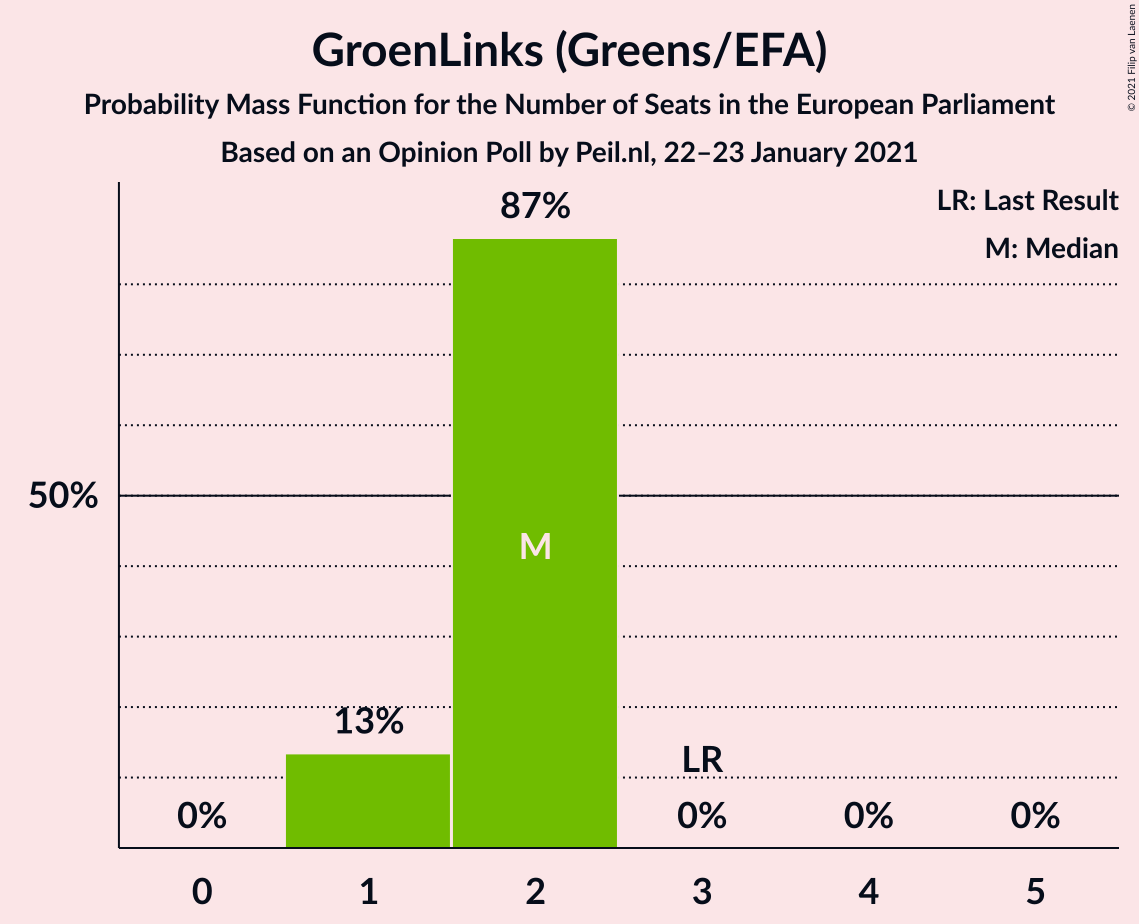 GroenLinks (Greens/EFA)
Probability Mass Function for the Number of Seats in the European Parliament
Based on an Opinion Poll by Peil.nl, 22–23 January 2021
© 2021 Filip van Laenen
LR: Last Result
M: Median
87%
50%
M
13%
LR
0%
0%
0%
0%
0 1 2 3 4 5